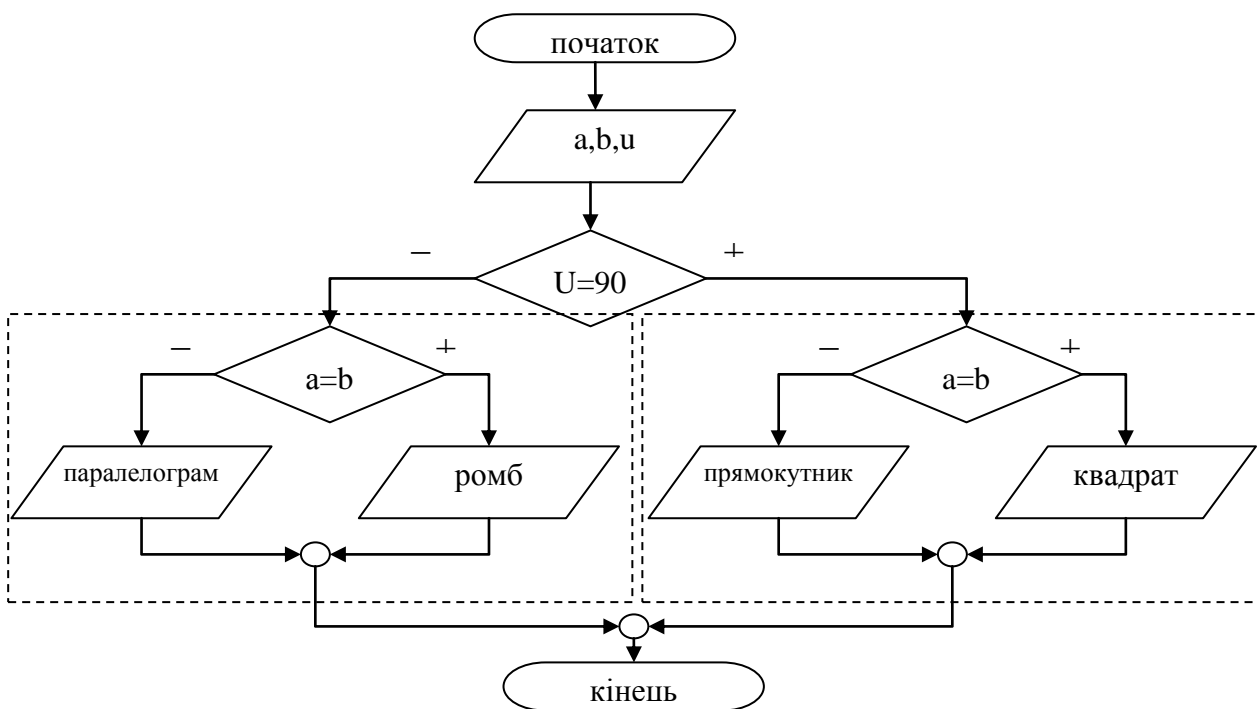 початок
a,b,u
− +
U=90
− +
a=b
− +
a=b
паралелограм
ромб
прямокутник
квадрат
кінець